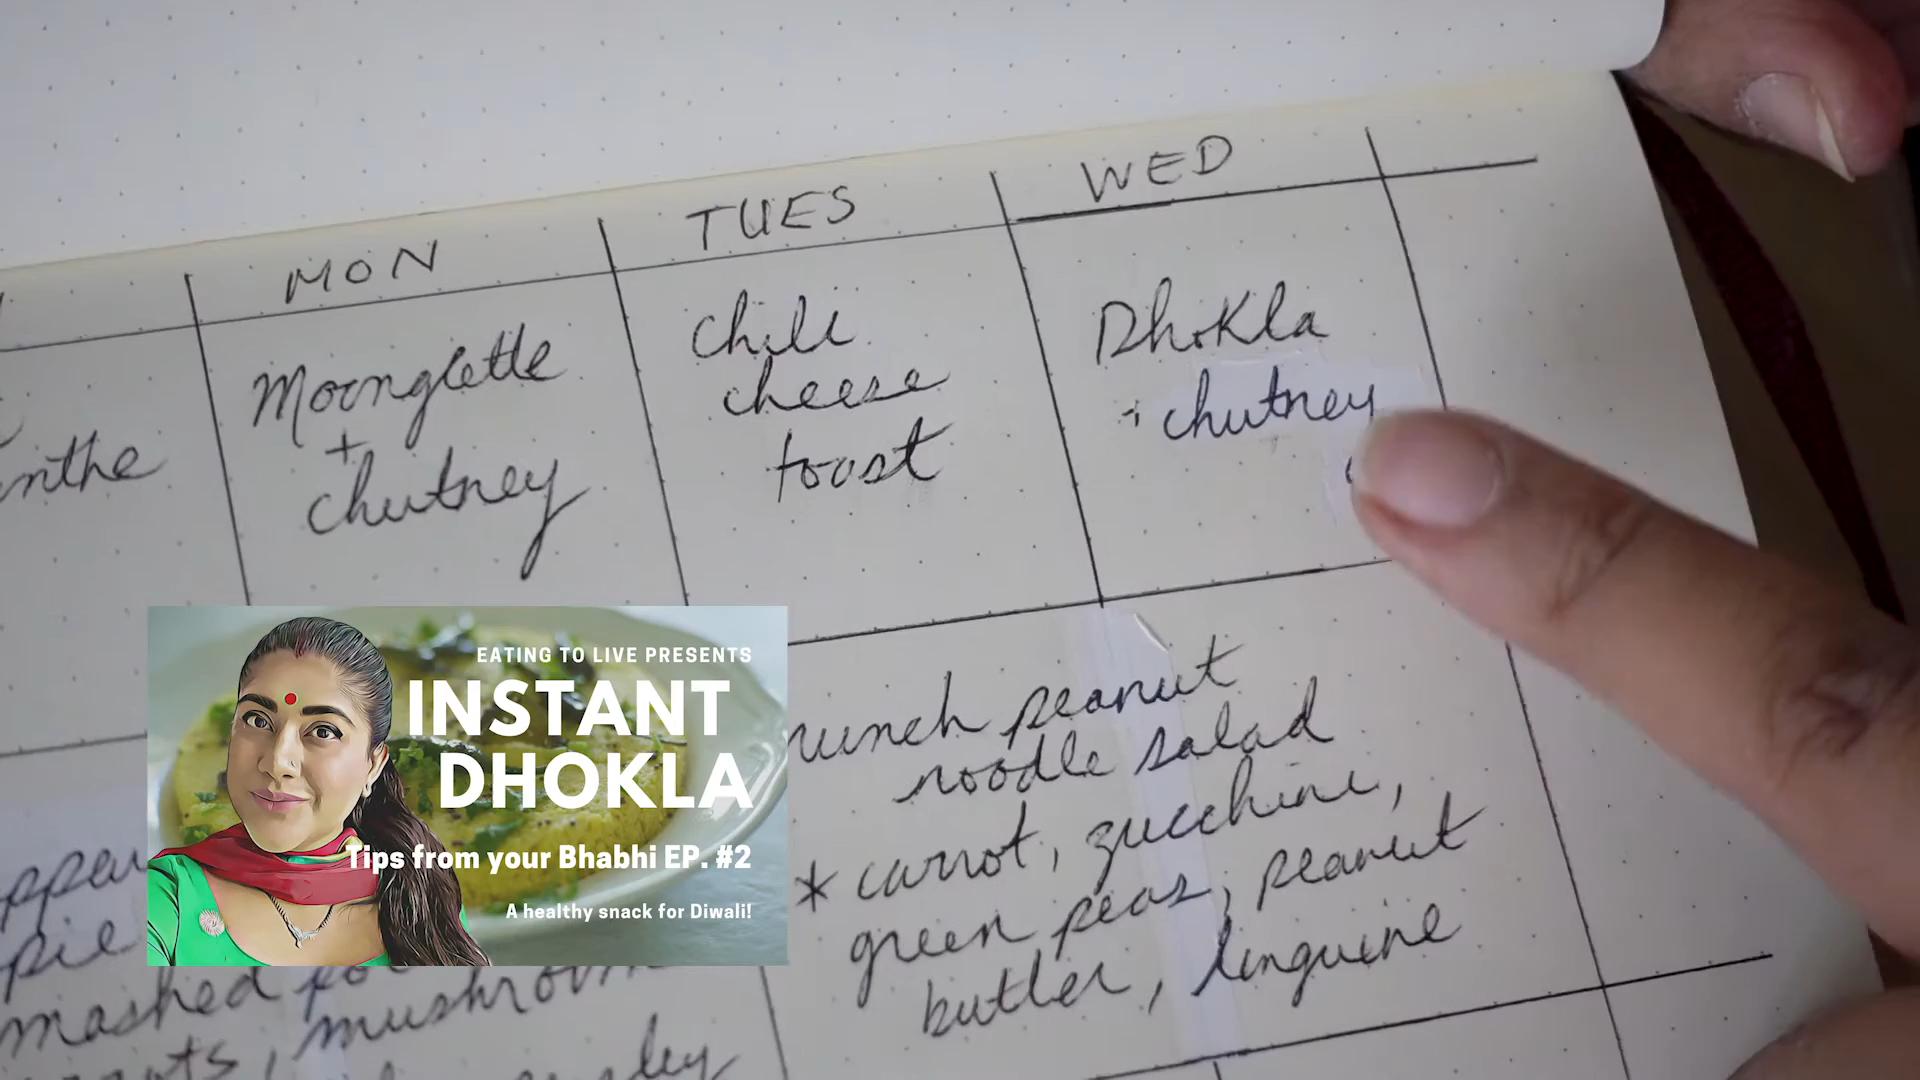 MON
TUES
WED
Moonglette
+
chutney
Chili
cheese
toast
Dhokla
+ chutney
peanut
noodle salad
* carrot, zucchini,
green peas, peanut
butter, linguine
pie
mashed
mushroom
EATING TO LIVE PRESENTS
INSTANT
DHOKLA
Tips from your Bhabhi EP. #2
A healthy snack for Diwali!